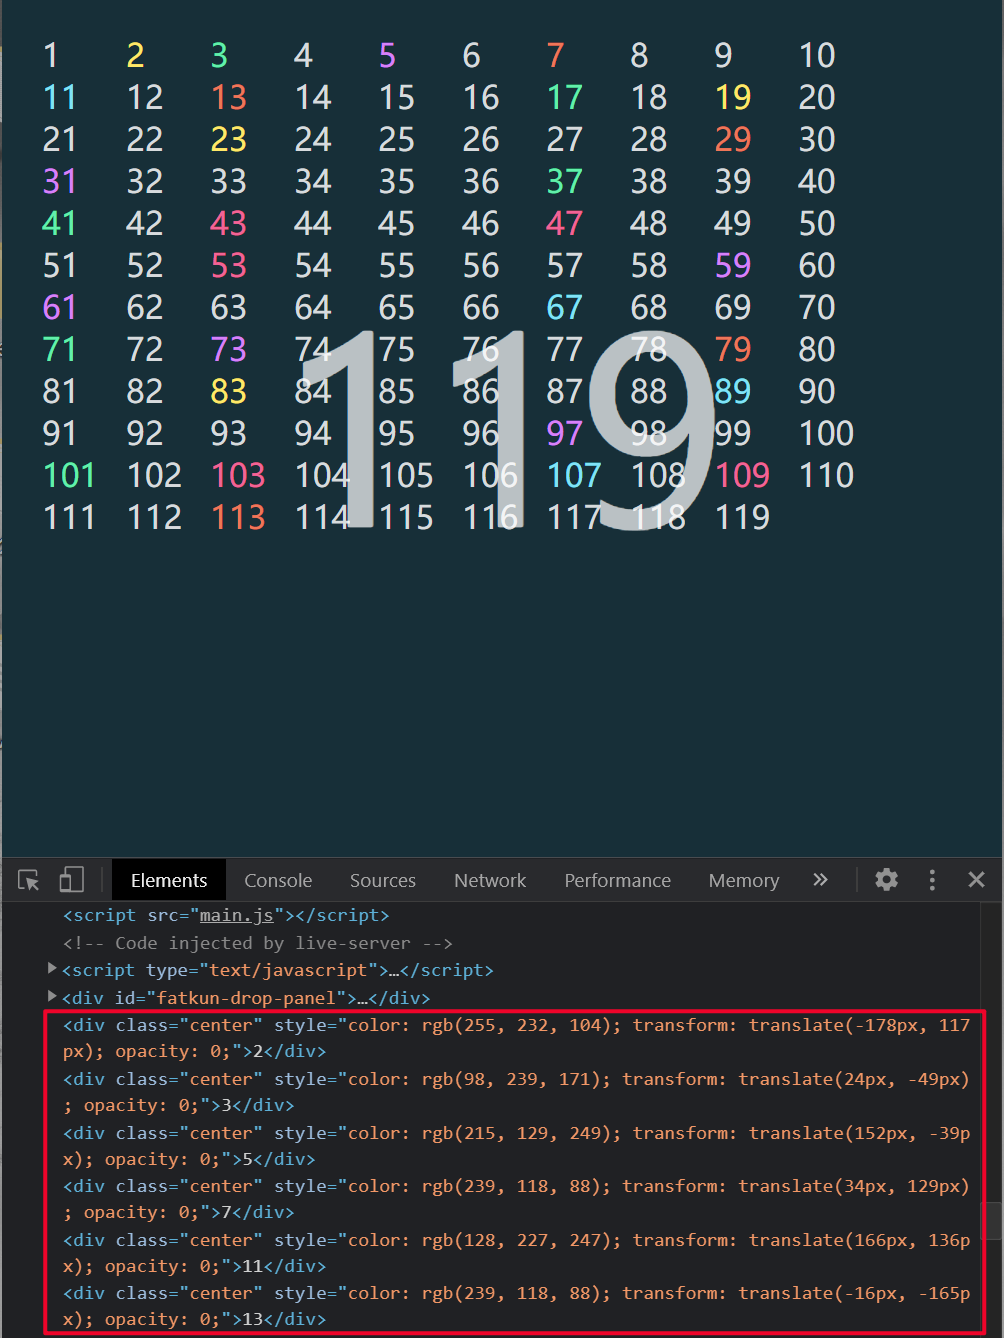 1 2 3 4 5 6 7 8 9 10
11 12 13 14 15 16 17 18 19 20
21 22 23 24 25 26 27 28 29 30
31 32 33 34 35 36 37 38 39 40
41 42 43 44 45 46 47 48 49 50
51 52 53 54 55 56 57 58 59 60
61 62 63 64 65 66 67 68 69 70
71 72 73 74 75 76 77 78 79 80
81 82 83 84 85 86 87 88 89 90
91 92 93 94 95 96 97 98 99 100
101 102 103 104 105 106 107 108 109 110
111 112 113 114 115 116 117 118 119
119
Elements Console Sources Network Performance Memory »
<script src="main.js"></script>
<!-- Code injected by live-server -->
<script type="text/javascript">…</script>
<div id="fatkun-drop-panel">…</div>
<div class="center" style="color: rgb(255, 232, 104); transform: translate(-178px, 117
px); opacity: 0;">2</div>
<div class="center" style="color: rgb(98, 239, 171); transform: translate(24px, -49px)
; opacity: 0;">3</div>
<div class="center" style="color: rgb(215, 129, 249); transform: translate(152px, -39p
x); opacity: 0;">5</div>
<div class="center" style="color: rgb(239, 118, 88); transform: translate(34px, 129px)
; opacity: 0;">7</div>
<div class="center" style="color: rgb(128, 227, 247); transform: translate(166px, 136p
x); opacity: 0;">11</div>
<div class="center" style="color: rgb(239, 118, 88); transform: translate(-16px, -165p
x); opacity: 0;">13</div>